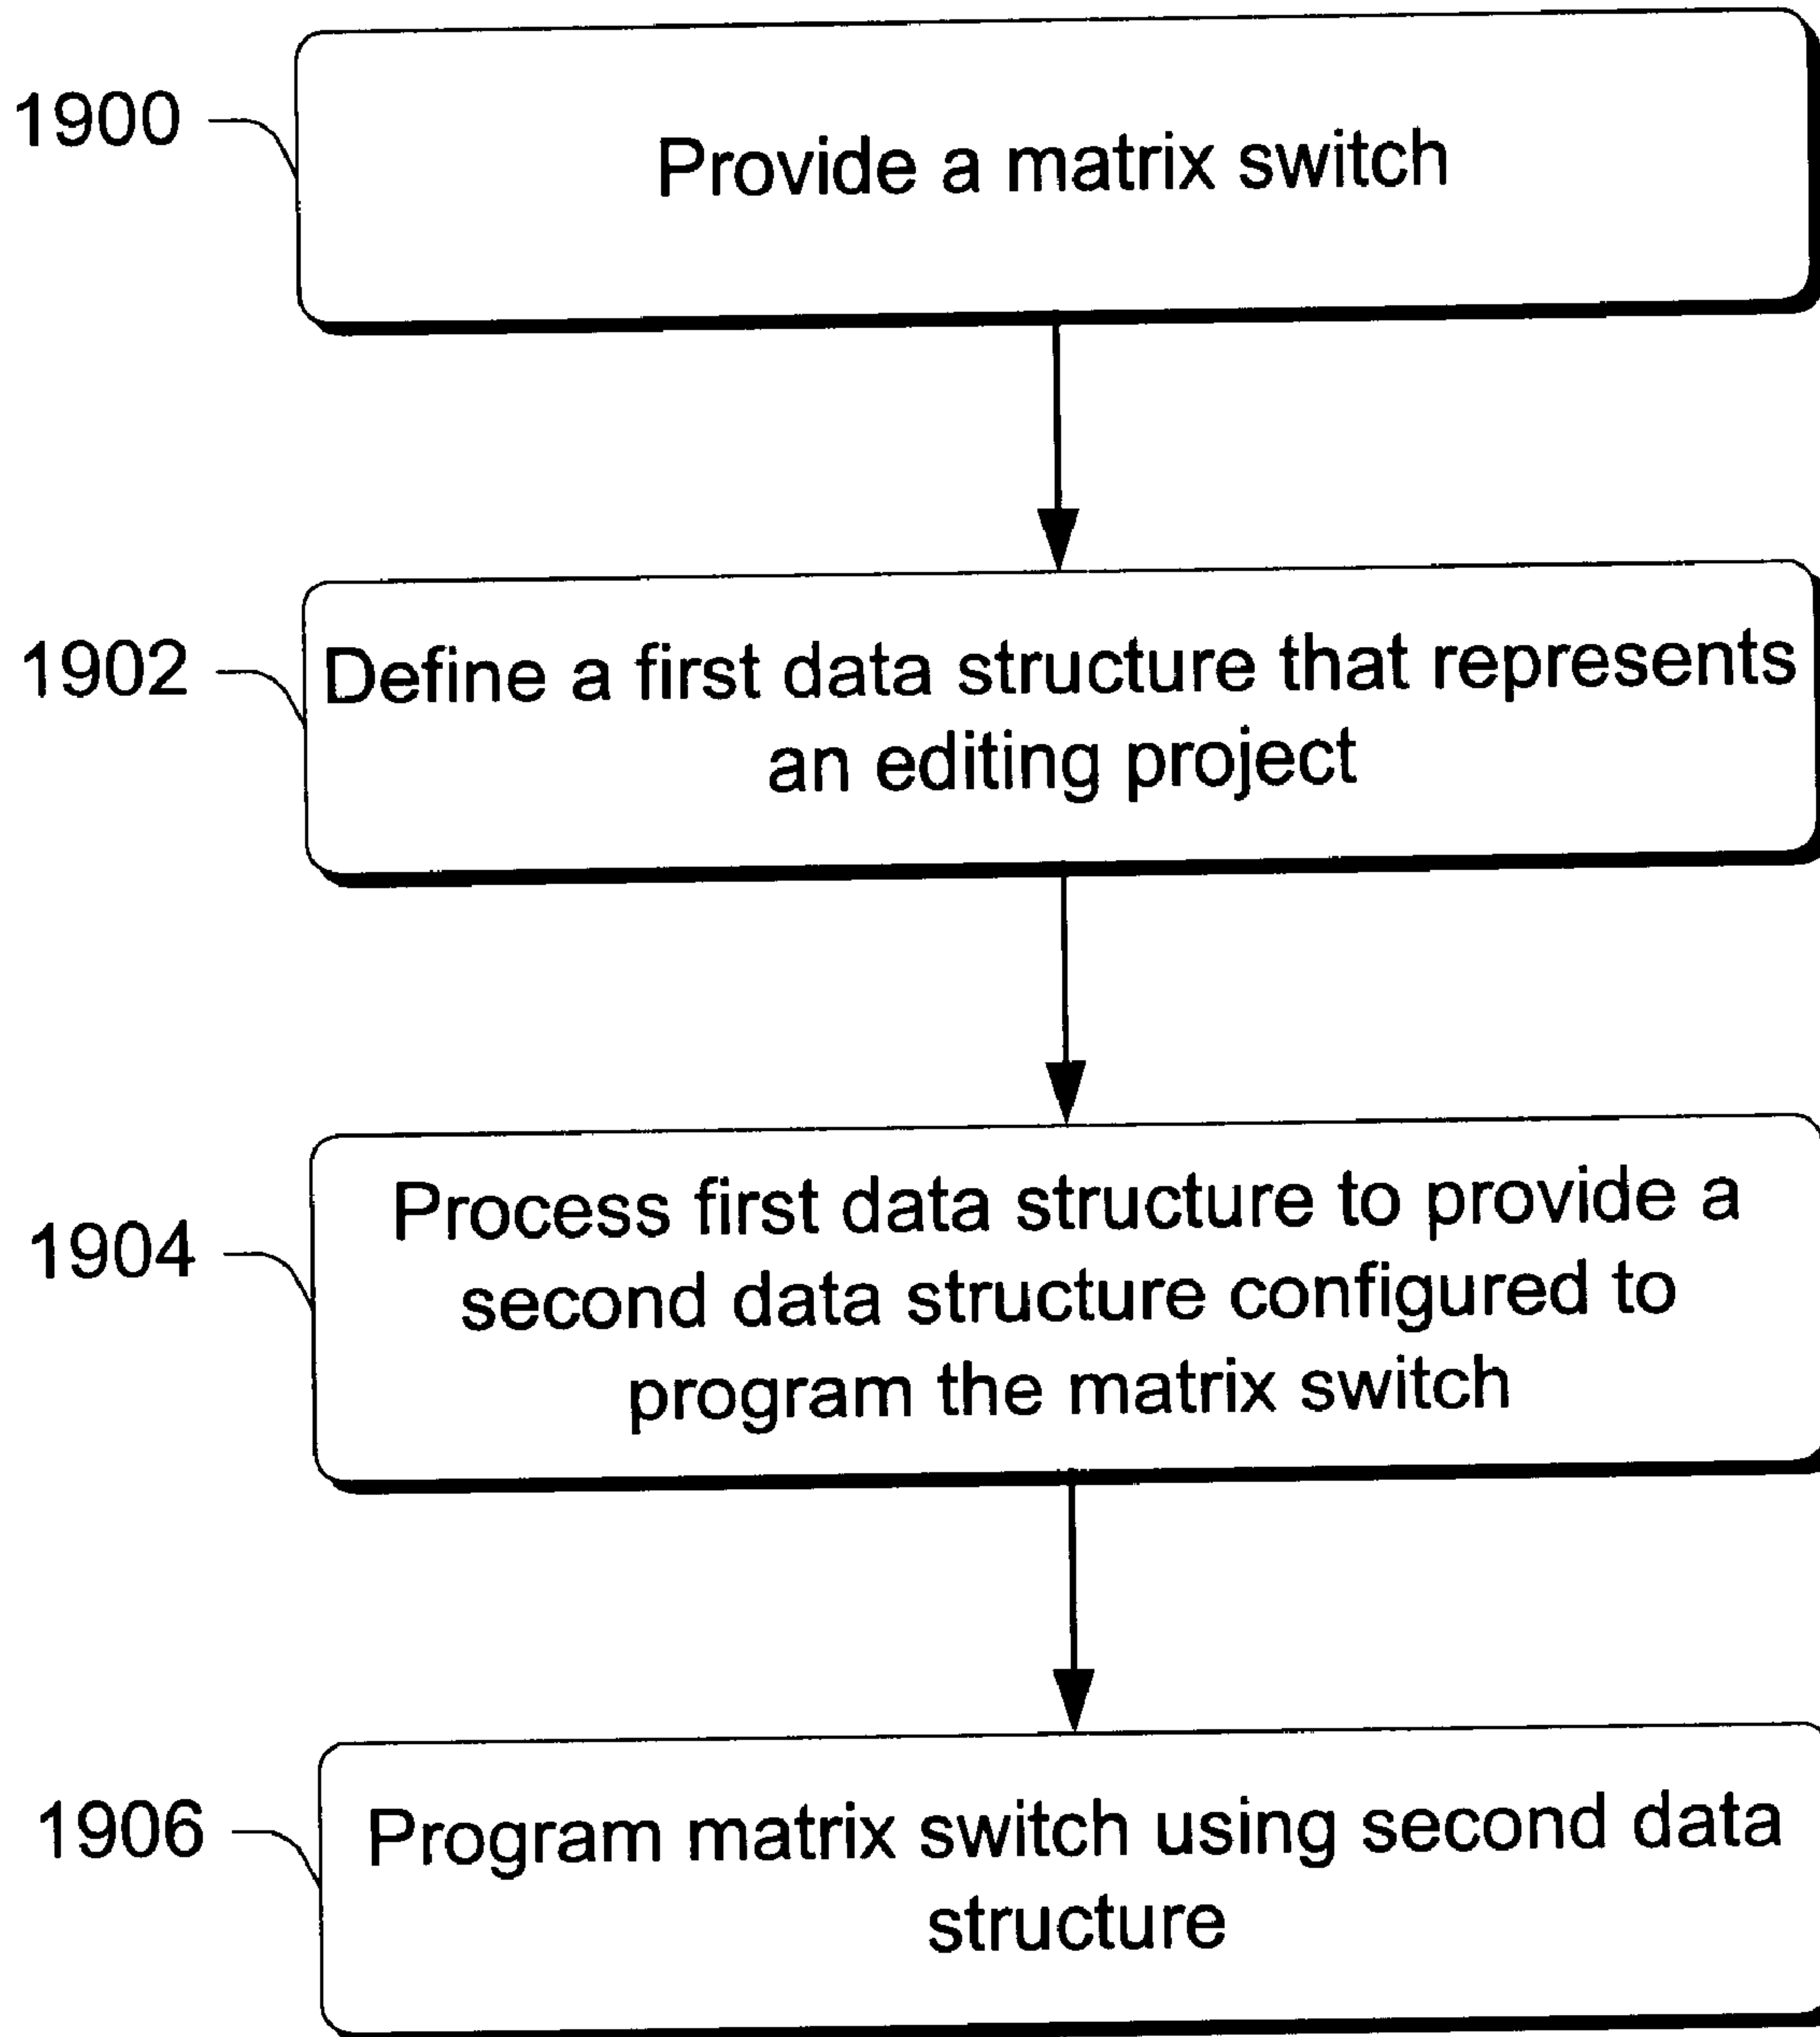 1900
Provide a matrix switch
1902
Define a first data structure that represents
an editing project
1904
Process first data structure to provide a
second data structure configured to
program the matrix switch
1906
Program matrix switch using second data
structure